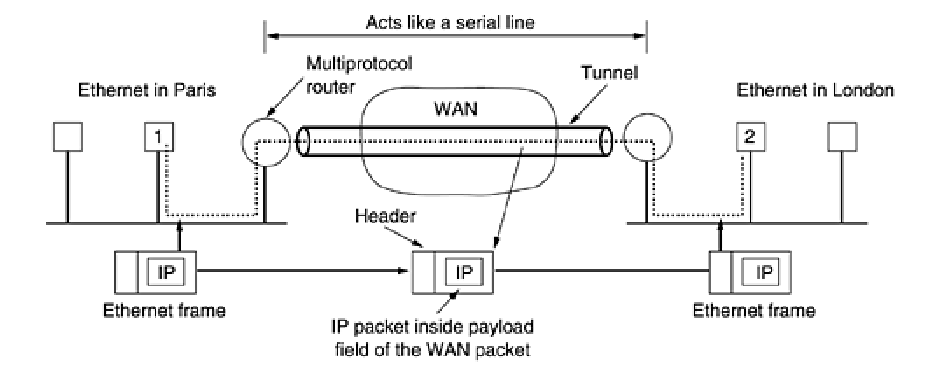 Acts like a serial line
Multiprotocol
router
Tunnel
Ethernet in Paris
WAN
Ethernet in London
1
2
Header
IP
IP
IP
Ethernet frame
Ethernet frame
IP packet inside payload
field of the WAN packet